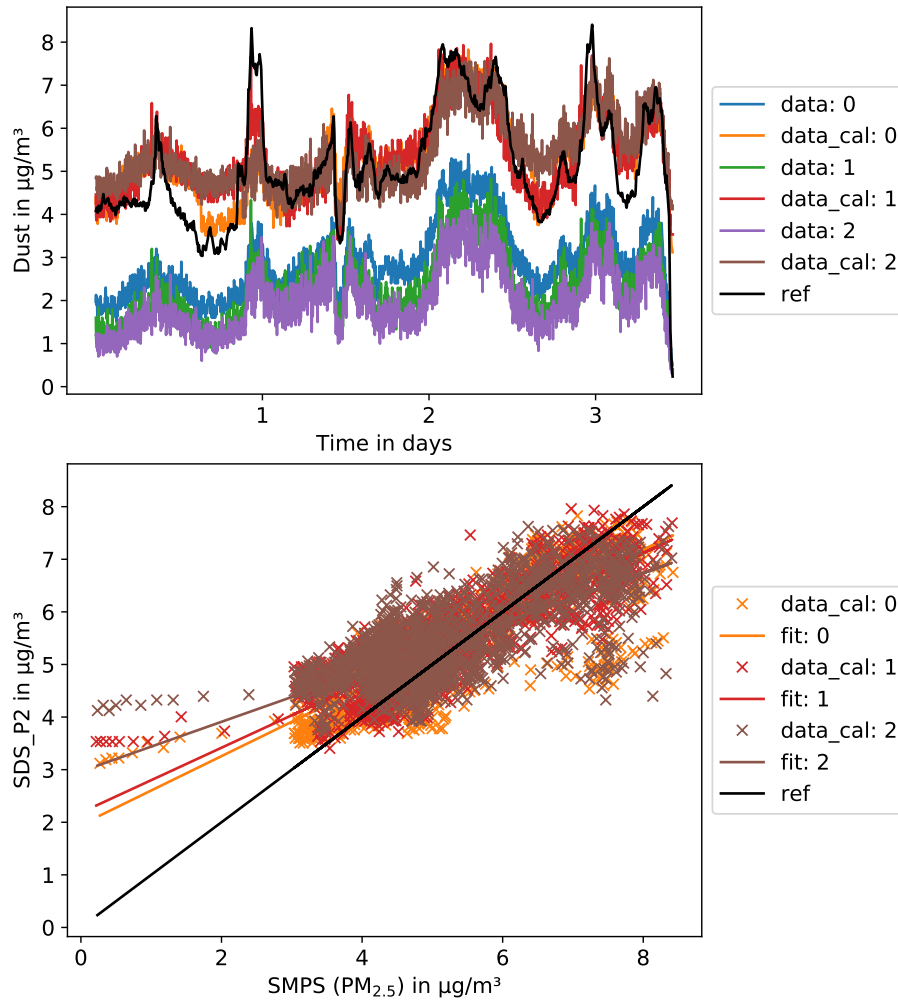 8
7
6
5
4
3
2
1
0
Dust in µg/m³
1 2 3
Time in days
data: 0
data_cal: 0
data: 1
data_cal: 1
data: 2
data_cal: 2
ref
8
7
6
5
4
3
2
1
0
SDS_P2 in µg/m³
0 2 4 6 8
SMPS (PM2.5) in µg/m³
data_cal: 0
fit: 0
data_cal: 1
fit: 1
data_cal: 2
fit: 2
ref